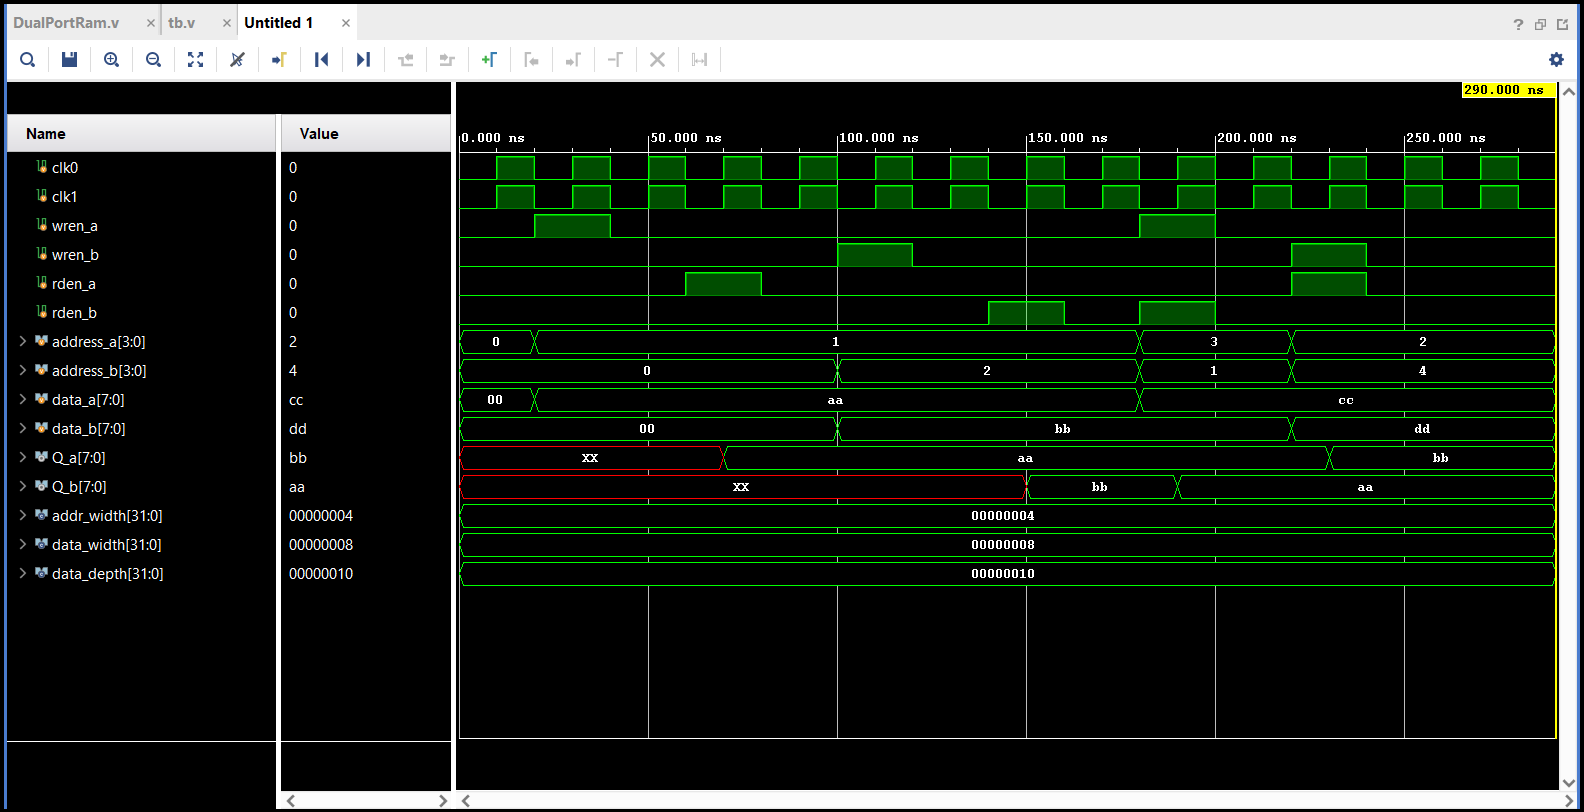 DualPortRam.v × tb.v × Untitled 1 ×
?
290.000 ns
Name Value
0.000 ns 50.000 ns 100.000 ns 150.000 ns 200.000 ns 250.000 ns
clk0 0
clk1 0
wren_a 0
wren_b 0
rden_a 0
rden_b 0
address_a[3:0] 2 0 1 3 2
address_b[3:0] 4 0 2 1 4
data_a[7:0] cc 00 aa cc
data_b[7:0] dd 00 bb dd
Q_a[7:0] bb XX aa bb
Q_b[7:0] aa XX bb aa
addr_width[31:0] 00000004 00000004
data_width[31:0] 00000008 00000008
data_depth[31:0] 00000010 00000010